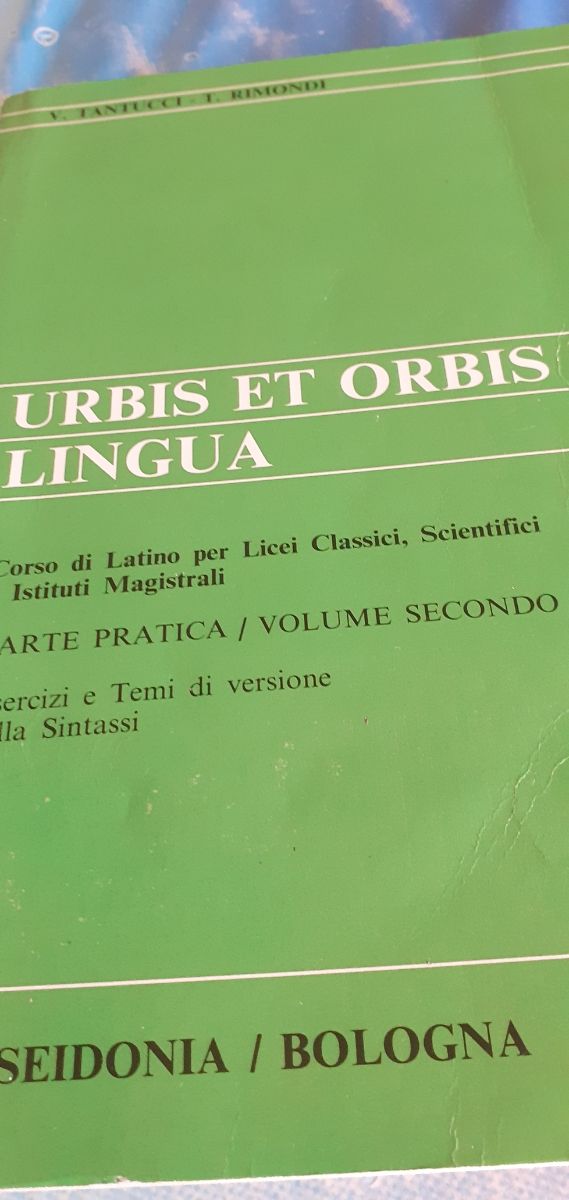 V. TANTUCCI - T. RIMONDI
URBIS ET ORBIS
LINGUA
Corso di Latino per Licei Classici, Scientifici
Istituti Magistrali
ARTE PRATICA / VOLUME SECONDO
sercizi e Temi di versione
lla Sintassi
SEIDONIA / BOLOGNA